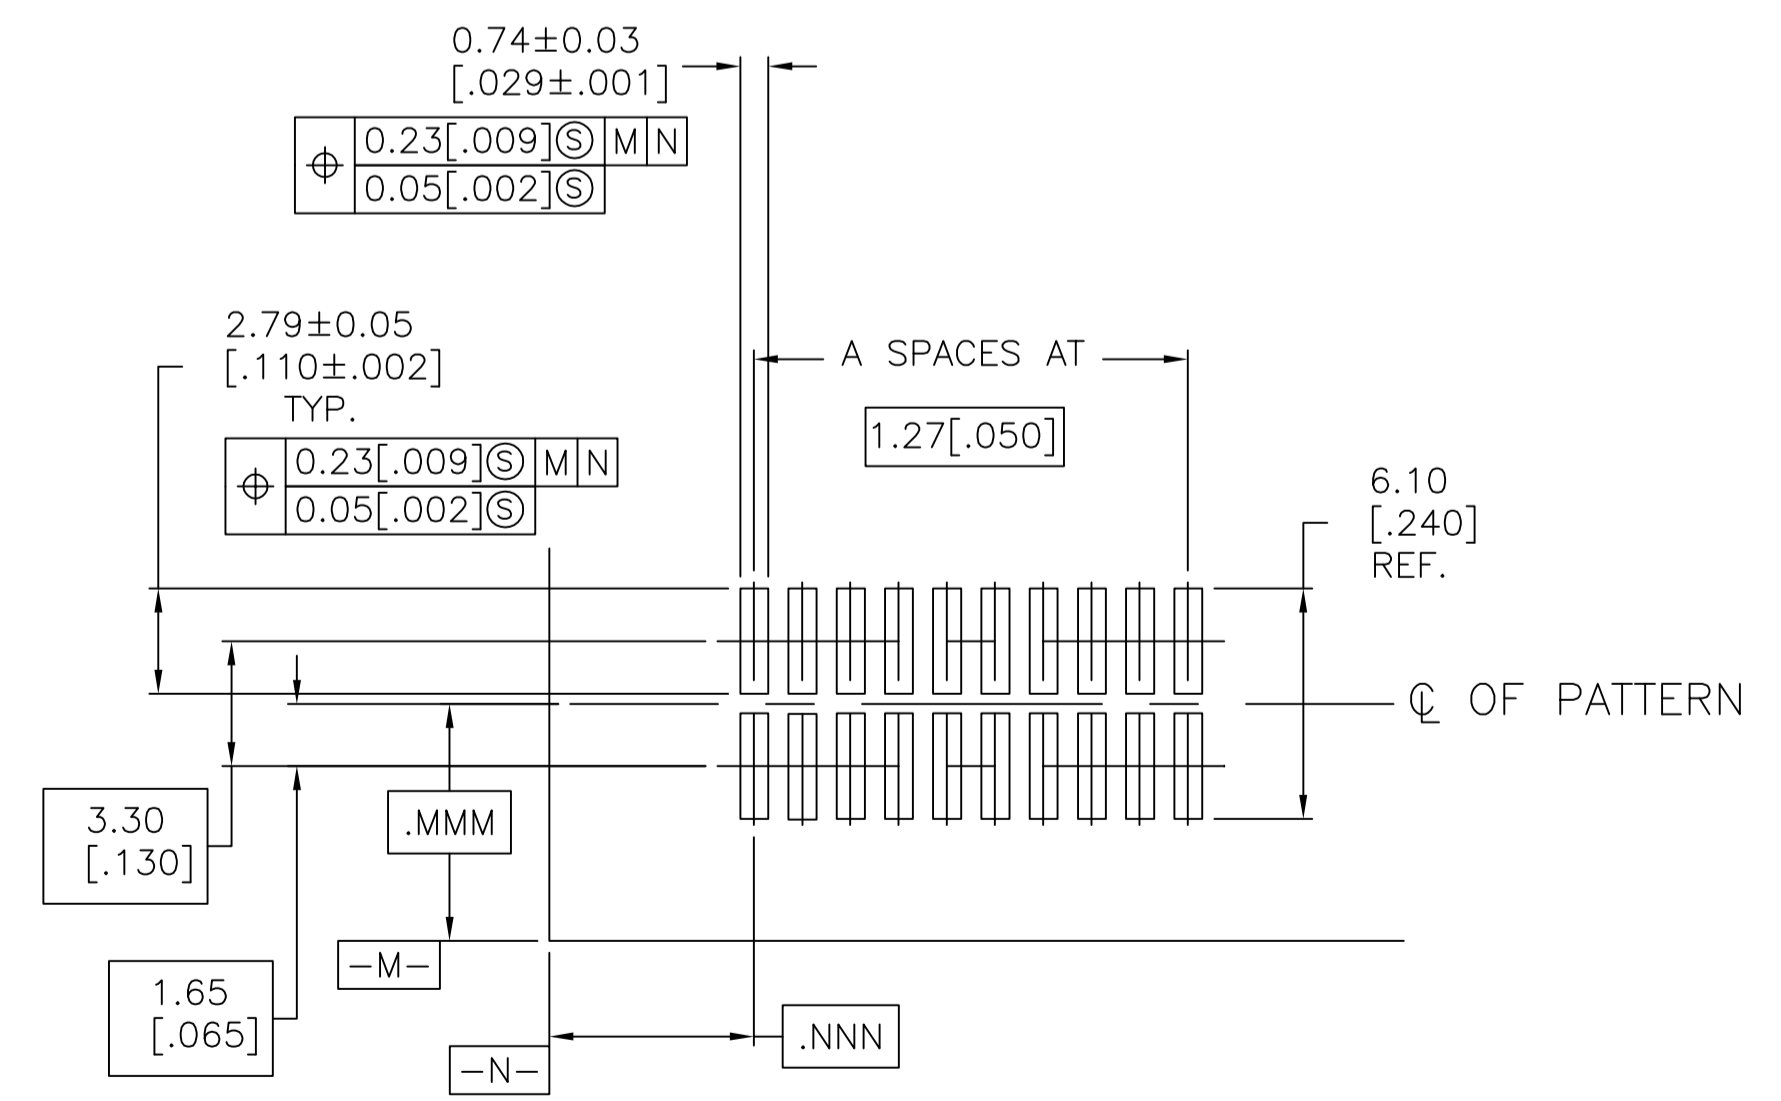 0.74±0.03
[.029±.001]
⌖ 0.23[.009]Ⓢ M N
0.05[.002]Ⓢ
2.79±0.05
[.110±.002]
TYP.
⌖ 0.23[.009]Ⓢ M N
0.05[.002]Ⓢ
A SPACES AT
1.27[.050]
6.10
[.240]
REF.
℄ OF PATTERN
3.30
[.130]
.MMM
-M-
1.65
[.065]
.NNN
-N-